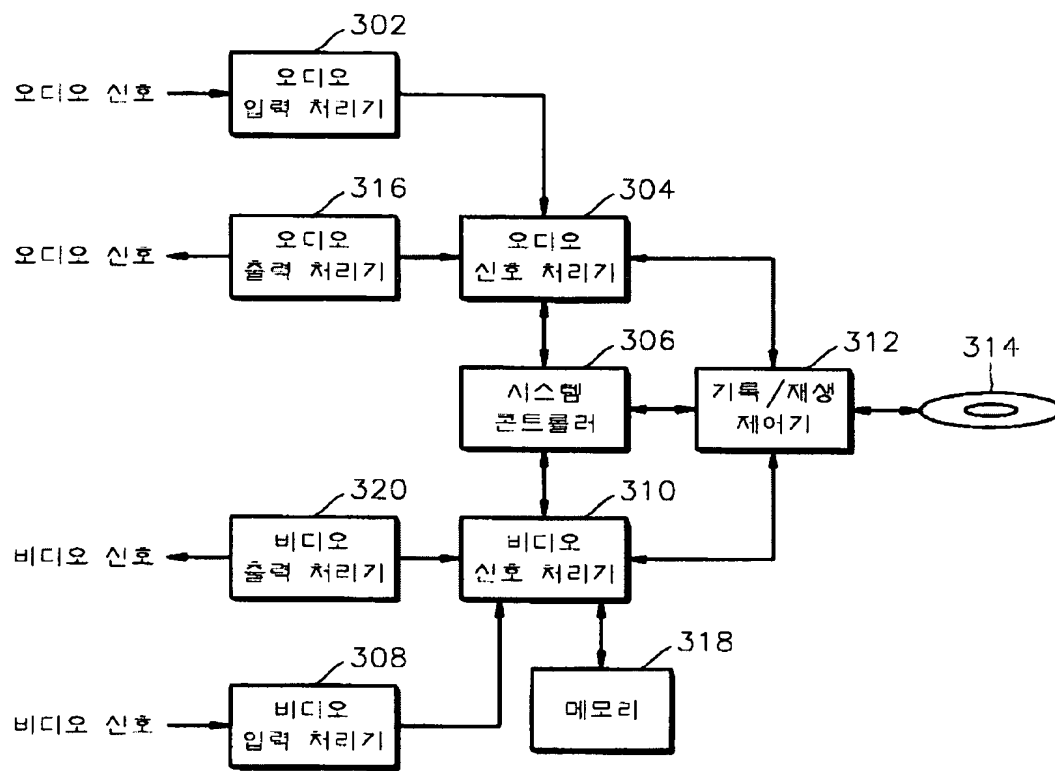 302
오디오 신호
오디오
입력 처리기
316
304
오디오 신호
오디오
출력 처리기
오디오
신호 처리기
306
312
314
시스템
콘트롤러
기록/재생
제어기
320
310
비디오 신호
비디오
출력 처리기
비디오
신호 처리기
308
318
비디오 신호
비디오
입력 처리기
메모리